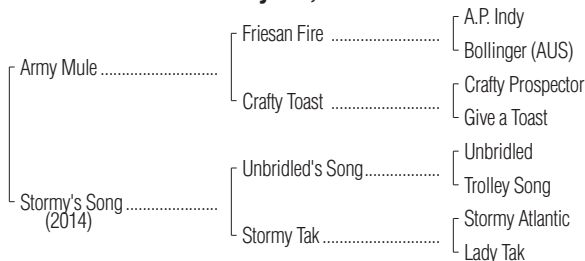 Army Mule ............................
Friesan Fire ..........................
A.P. Indy
Bollinger (AUS)
Crafty Toast ..........................
Crafty Prospector
Give a Toast
Stormy's Song ......................
(2014)
Unbridled's Song..................
Unbridled
Trolley Song
Stormy Tak............................
Stormy Atlantic
Lady Tak